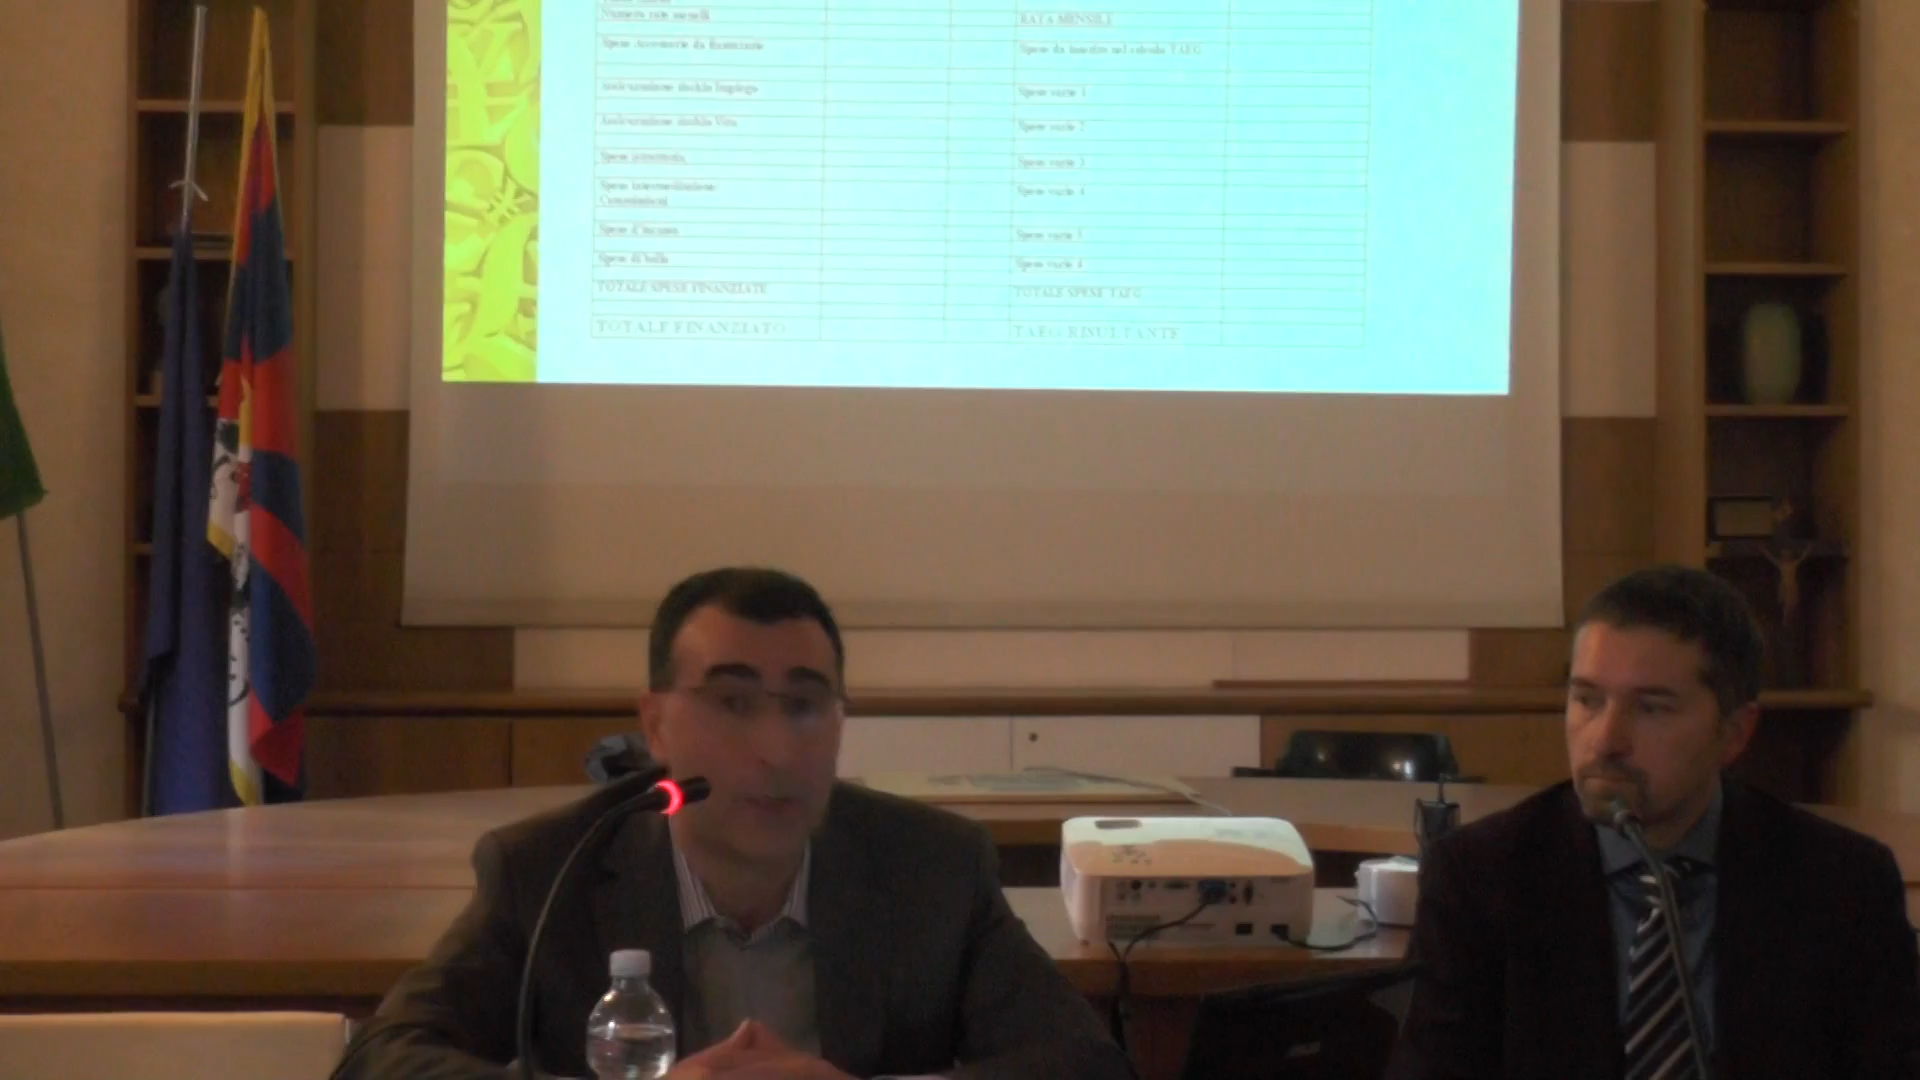 Numero rate mensili
RATA MENSILE
Spese Accessorie da finanziare
Spese da inserire nel calcolo TAEG
Assicurazione rischio Impiego
Spese varie 1
Assicurazione rischio Vita
Spese varie 2
Spese istruttoria,
Spese varie 3
Spese intermediazione/
Commissioni
Spese varie 4
Spese d'incasso
Spese varie 5
Spese di bollo
Spese varie 6
TOTALE SPESE FINANZIATE
TOTALE SPESE TAEG
TOTALE FINANZIATO
TAEG RISULTANTE